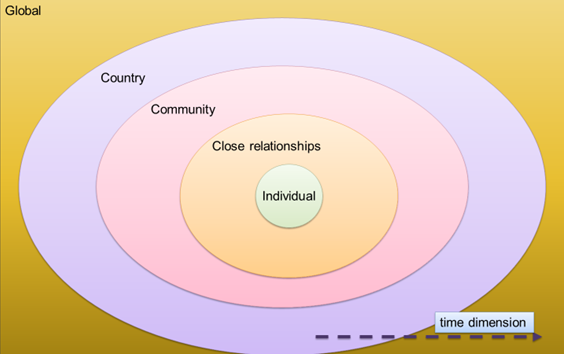 Global
Country
Community
Close relationships
Individual
time dimension